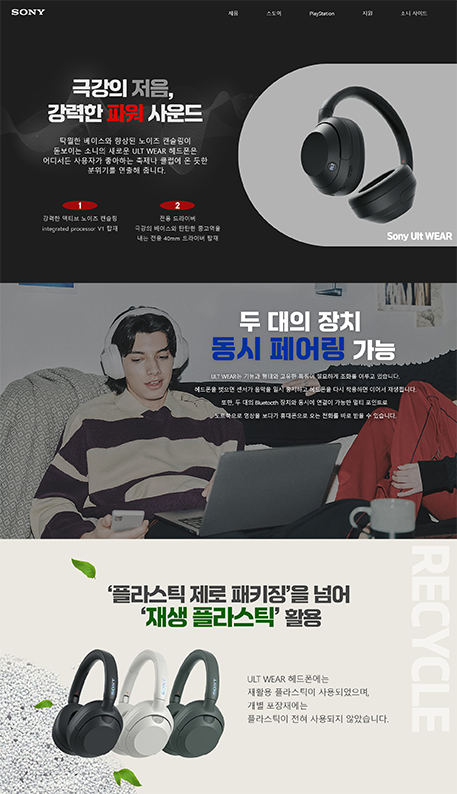 SONY
제품 스토어 PlayStation 지원 소니 사이트
극강의 저음,
강력한 파워 사운드
탁월한 베이스와 향상된 노이즈 캔슬링이
돋보이는 소니의 새로운 ULT WEAR 헤드폰은
어디서든 사용자가 좋아하는 축제나 클럽에 온 듯한
분위기를 연출해 줍니다.
1
강력한 액티브 노이즈 캔슬링
integrated processor V1 탑재
2
전용 드라이버
극강의 베이스와 탄탄한 중고역을
내는 전용 40mm 드라이버 탑재
Sony Ult WEAR
두 대의 장치
동시 페어링 가능
ULT WEAR는 기능과 형태와 고유한 특징이 절묘하게 조화를 이루고 있습니다.
헤드폰을 벗으면 센서가 음악을 일시 중지하고 헤드폰을 다시 착용하면 이어서 재생됩니다.
또한, 두 대의 Bluetooth 장치와 동시에 연결이 가능한 멀티 포인트로
노트북으로 영상을 보다가 휴대폰으로 오는 전화를 바로 받을 수 있습니다.
RECYCLE
‘플라스틱 제로 패키징’을 넘어
‘재생 플라스틱’ 활용
SONY
SONY
SONY
ULT WEAR 헤드폰에는
재활용 플라스틱이 사용되었으며,
개별 포장재에는
플라스틱이 전혀 사용되지 않았습니다.